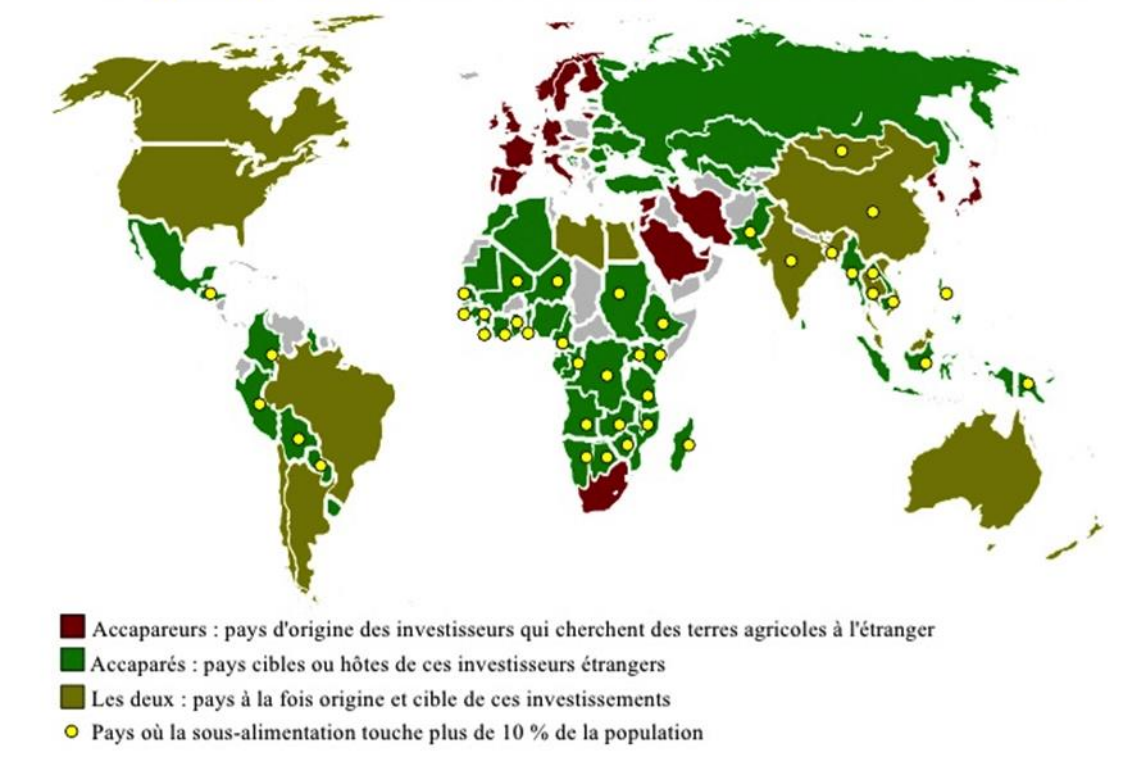 Accapareurs : pays d'origine des investisseurs qui cherchent des terres agricoles à l'étranger
Accaparés : pays cibles ou hôtes de ces investisseurs étrangers
Les deux : pays à la fois origine et cible de ces investissements
Pays où la sous-alimentation touche plus de 10 % de la population